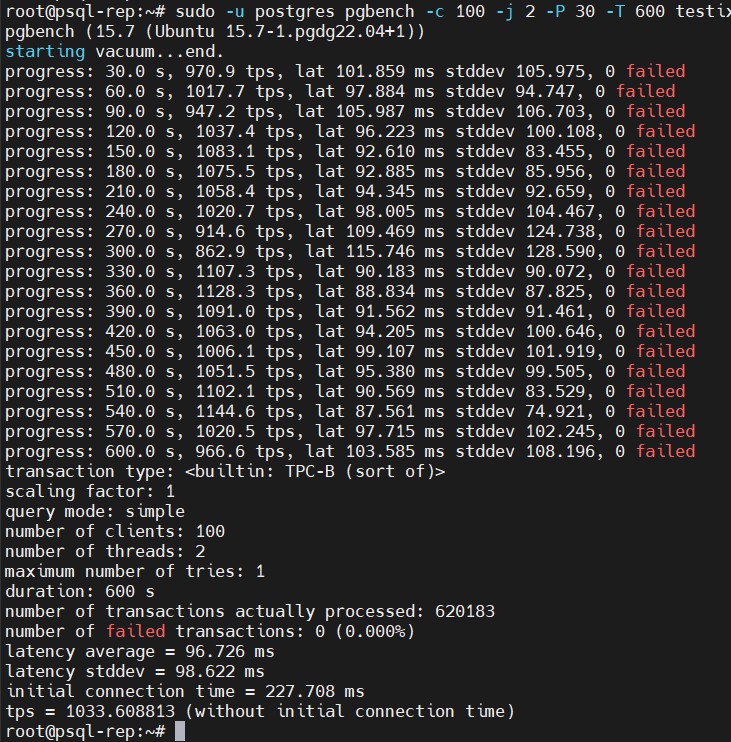 root@psql-rep:~# sudo -u postgres pgbench -c 100 -j 2 -P 30 -T 600 testix
pgbench (15.7 (Ubuntu 15.7-1.pgdg22.04+1))
starting vacuum...end.
progress: 30.0 s, 970.9 tps, lat 101.859 ms stddev 105.975, 0 failed
progress: 60.0 s, 1017.7 tps, lat 97.884 ms stddev 94.747, 0 failed
progress: 90.0 s, 947.2 tps, lat 105.987 ms stddev 106.703, 0 failed
progress: 120.0 s, 1037.4 tps, lat 96.223 ms stddev 100.108, 0 failed
progress: 150.0 s, 1083.1 tps, lat 92.610 ms stddev 83.455, 0 failed
progress: 180.0 s, 1075.5 tps, lat 92.885 ms stddev 85.956, 0 failed
progress: 210.0 s, 1058.4 tps, lat 94.345 ms stddev 92.659, 0 failed
progress: 240.0 s, 1020.7 tps, lat 98.005 ms stddev 104.467, 0 failed
progress: 270.0 s, 914.6 tps, lat 109.469 ms stddev 124.738, 0 failed
progress: 300.0 s, 862.9 tps, lat 115.746 ms stddev 128.590, 0 failed
progress: 330.0 s, 1107.3 tps, lat 90.183 ms stddev 90.072, 0 failed
progress: 360.0 s, 1128.3 tps, lat 88.834 ms stddev 87.825, 0 failed
progress: 390.0 s, 1091.0 tps, lat 91.562 ms stddev 91.461, 0 failed
progress: 420.0 s, 1063.0 tps, lat 94.205 ms stddev 100.646, 0 failed
progress: 450.0 s, 1006.1 tps, lat 99.107 ms stddev 101.919, 0 failed
progress: 480.0 s, 1051.5 tps, lat 95.380 ms stddev 99.505, 0 failed
progress: 510.0 s, 1102.1 tps, lat 90.569 ms stddev 83.529, 0 failed
progress: 540.0 s, 1144.6 tps, lat 87.561 ms stddev 74.921, 0 failed
progress: 570.0 s, 1020.5 tps, lat 97.715 ms stddev 102.245, 0 failed
progress: 600.0 s, 966.6 tps, lat 103.585 ms stddev 108.196, 0 failed
transaction type: <builtin: TPC-B (sort of)>
scaling factor: 1
query mode: simple
number of clients: 100
number of threads: 2
maximum number of tries: 1
duration: 600 s
number of transactions actually processed: 620183
number of failed transactions: 0 (0.000%)
latency average = 96.726 ms
latency stddev = 98.622 ms
initial connection time = 227.708 ms
tps = 1033.608813 (without initial connection time)
root@psql-rep:~#